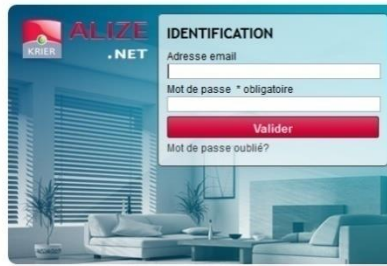 KRIER
ALIZE
.NET
IDENTIFICATION
Adresse email
Mot de passe * obligatoire
Valider
Mot de passe oublié?